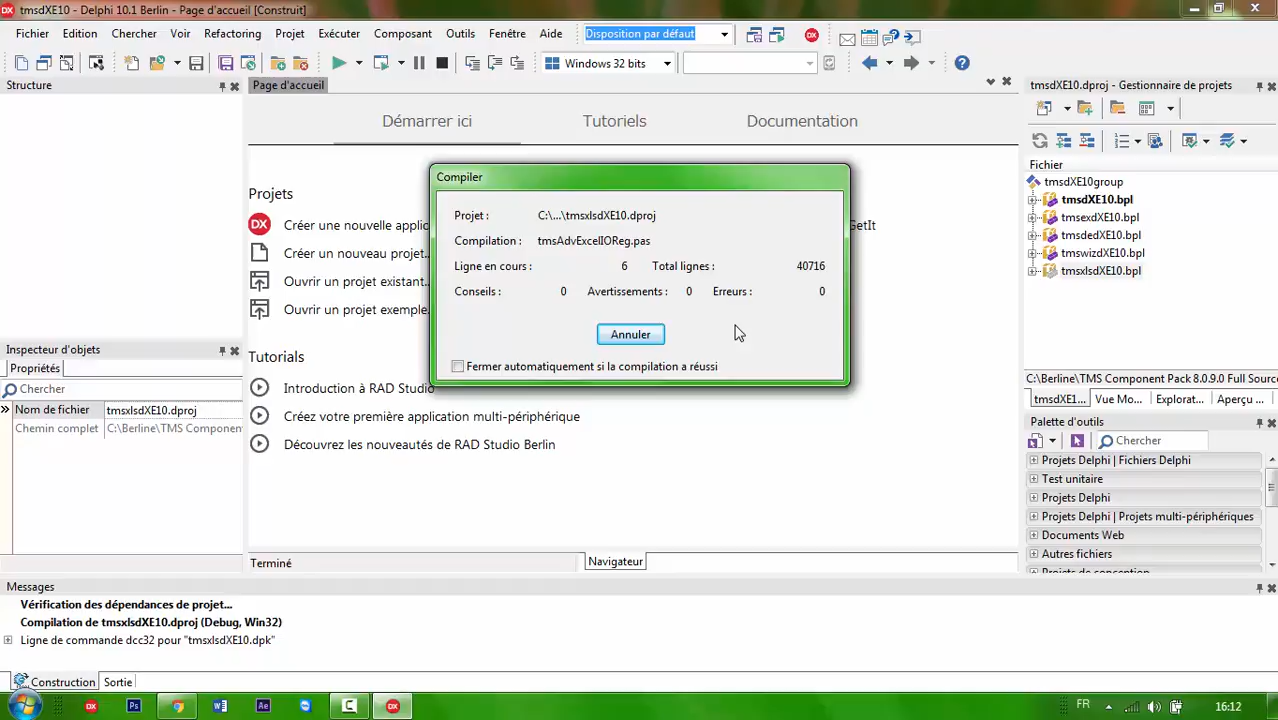 tmsdXE10 - Delphi 10.1 Berlin - Page d'accueil [Construit]
Fichier Edition Chercher Voir Refactoring Projet Exécuter Composant Outils Fenêtre Aide Disposition par défaut
Windows 32 bits
Structure
Page d'accueil
tmsdXE10.dproj - Gestionnaire de projets
Démarrer ici Tutoriels Documentation
Fichier
tmsdXE10group
tmsdXE10.bpl
tmsexdXE10.bpl
tmsdedXE10.bpl
tmswizdXE10.bpl
tmsxlsdXE10.bpl
Projets
Créer une nouvelle applic
GetIt
Créer un nouveau projet...
Ouvrir un projet existant...
Ouvrir un projet exemple...
Tutorials
Introduction à RAD Studio
Créez votre première application multi-périphérique
Découvrez les nouveautés de RAD Studio Berlin
Compiler
Projet : C:\...\tmsxlsdXE10.dproj
Compilation : tmsAdvExcelIOReg.pas
Ligne en cours : 6 Total lignes : 40716
Conseils : 0 Avertissements : 0 Erreurs : 0
Annuler
Fermer automatiquement si la compilation a réussi
Inspecteur d'objets
Propriétés
Chercher
Nom de fichier tmsxlsdXE10.dproj
Chemin complet C:\Berline\TMS Component
C:\Berline\TMS Component Pack 8.0.9.0 Full Sourc
tmsdXE1... Vue Mo... Explorat... Aperçu ...
Palette d'outils
Chercher
Projets Delphi | Fichiers Delphi
Test unitaire
Projets Delphi
Projets Delphi | Projets multi-périphériques
Documents Web
Autres fichiers
Projets de conception
Terminé
Navigateur
Messages
Vérification des dépendances de projet...
Compilation de tmsxlsdXE10.dproj (Debug, Win32)
Ligne de commande dcc32 pour "tmsxlsdXE10.dpk"
Construction Sortie
FR 16:12